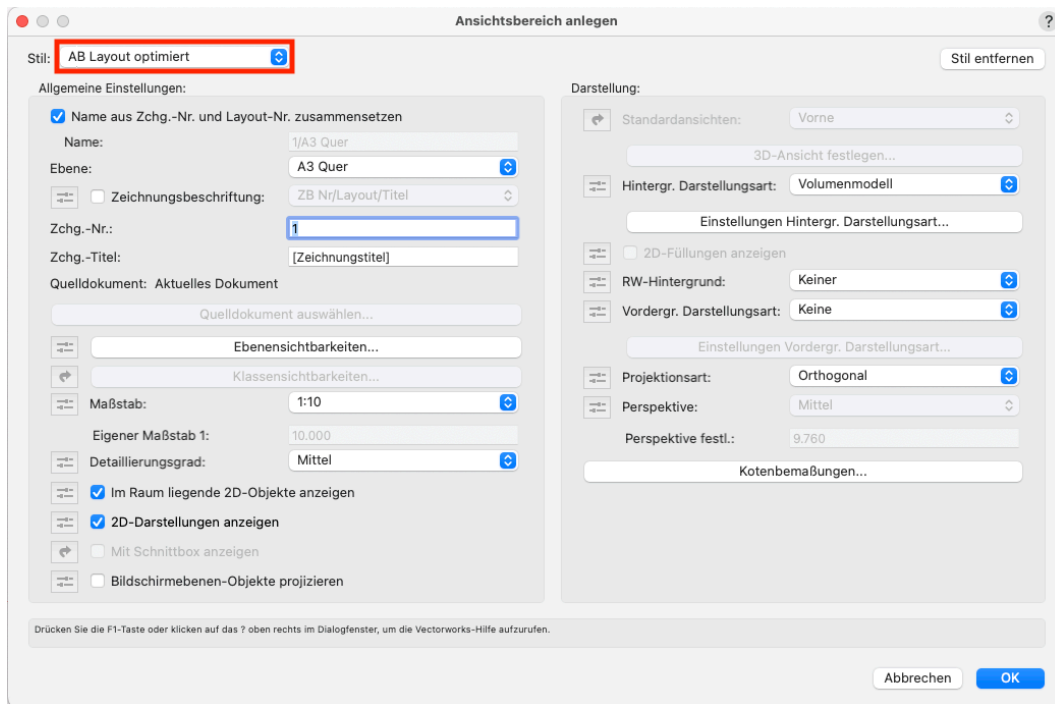 Ansichtsbereich anlegen
?
Stil: AB Layout optimiert
Stil entfernen
Allgemeine Einstellungen:
Name aus Zchg.-Nr. und Layout-Nr. zusammensetzen
Name: 1/A3 Quer
Ebene: A3 Quer
Zeichnungsbeschriftung: ZB Nr/Layout/Titel
Zchg.-Nr.: 1
Zchg.-Titel: [Zeichnungstitel]
Quelldokument: Aktuelles Dokument
Quelldokument auswählen...
Ebenensichtbarkeiten...
Klassensichtbarkeiten...
Maßstab: 1:10
Eigener Maßstab 1: 10.000
Detaillierungsgrad: Mittel
Im Raum liegende 2D-Objekte anzeigen
2D-Darstellungen anzeigen
Mit Schnittbox anzeigen
Bildschirmebenen-Objekte projizieren
Darstellung:
Standardansichten: Vorne
3D-Ansicht festlegen...
Hintergr. Darstellungsart: Volumenmodell
Einstellungen Hintergr. Darstellungsart...
2D-Füllungen anzeigen
RW-Hintergrund: Keiner
Vordergr. Darstellungsart: Keine
Einstellungen Vordergr. Darstellungsart...
Projektionsart: Orthogonal
Perspektive: Mittel
Perspektive festl.: 9.760
Kotenbemaßungen...
Drücken Sie die F1-Taste oder klicken auf das ? oben rechts im Dialogfenster, um die Vectorworks-Hilfe aufzurufen.
Abbrechen
OK